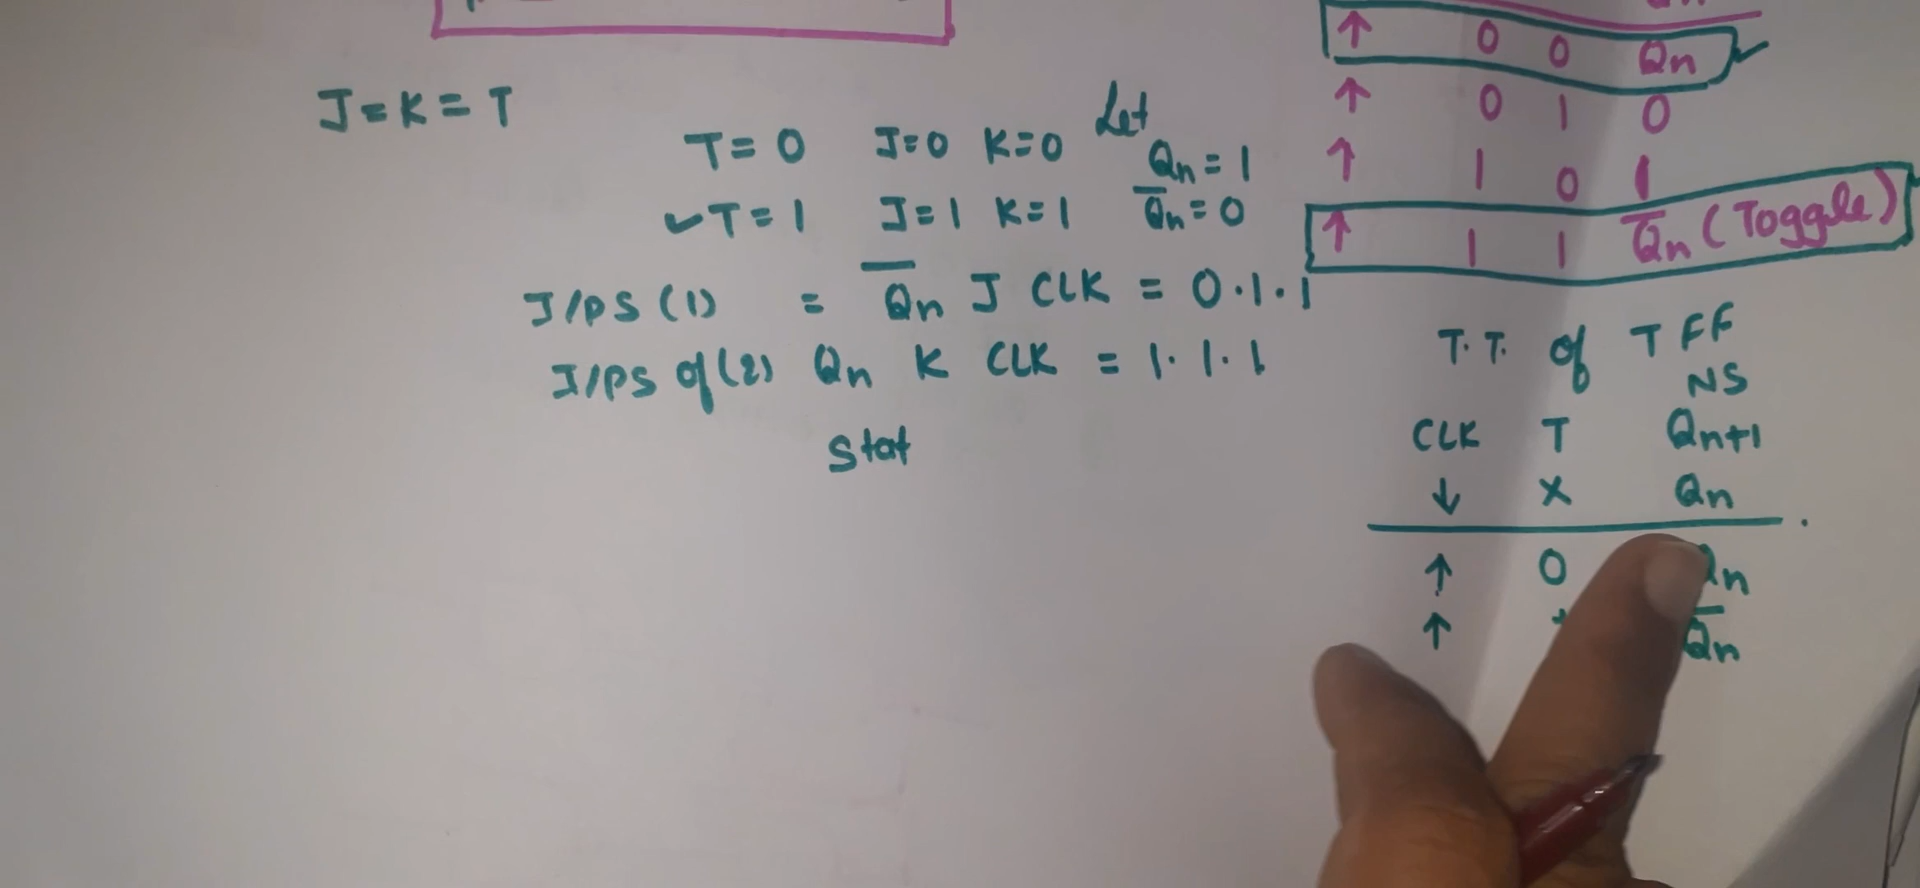 ↑ 0 0 Qn ✓
J=K=T
↑ 0 1 0
T=0 J=0 K=0 Let Qn=1
↑ 1 0 1
✓T=1 J=1 K=1 Q̅n=0
↑ 1 1 Q̅n (Toggle)
I/PS (1) = Q̅n J CLK = 0.1.1
I/PS of (2) Qn K CLK = 1.1.1
Stat
T.T. of T FF
NS
CLK T Qn+1
↓ X Qn
↑ 0 Qn
↑ Q̅n